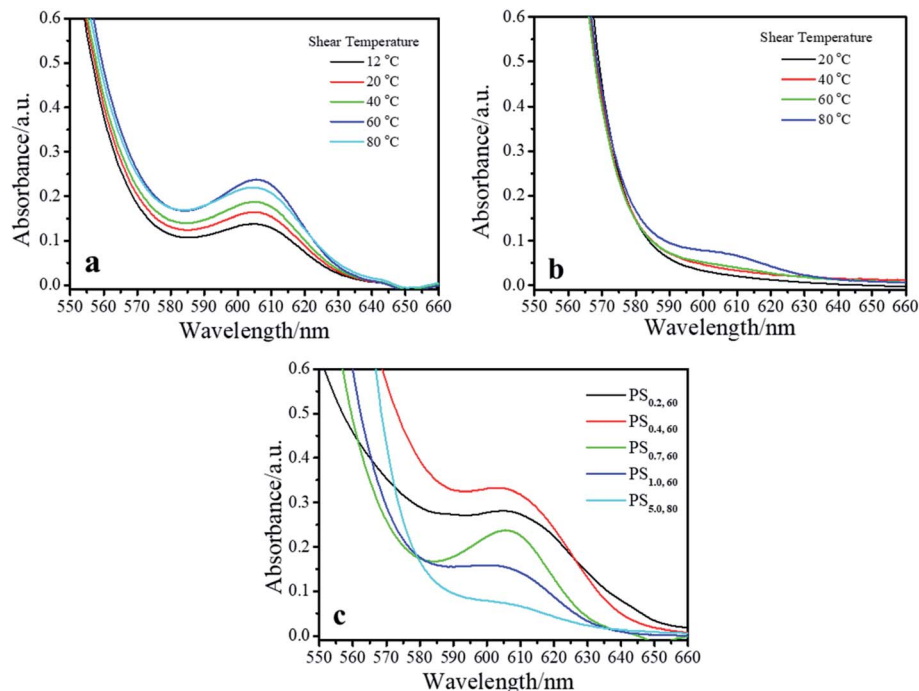 Absorbance/a.u.
0.6
0.5
0.4
0.3
0.2
0.1
0.0
Shear Temperature
12 °C
20 °C
40 °C
60 °C
80 °C
a
550 560 570 580 590 600 610 620 630 640 650 660
Wavelength/nm
Absorbance/a.u.
0.6
0.5
0.4
0.3
0.2
0.1
0.0
Shear Temperature
20 °C
40 °C
60 °C
80 °C
b
550 560 570 580 590 600 610 620 630 640 650 660
Wavelength/nm
Absorbance/a.u.
0.6
0.5
0.4
0.3
0.2
0.1
0.0
PS0.2, 60
PS0.4, 60
PS0.7, 60
PS1.0, 60
PS5.0, 80
c
550 560 570 580 590 600 610 620 630 640 650 660
Wavelength/nm